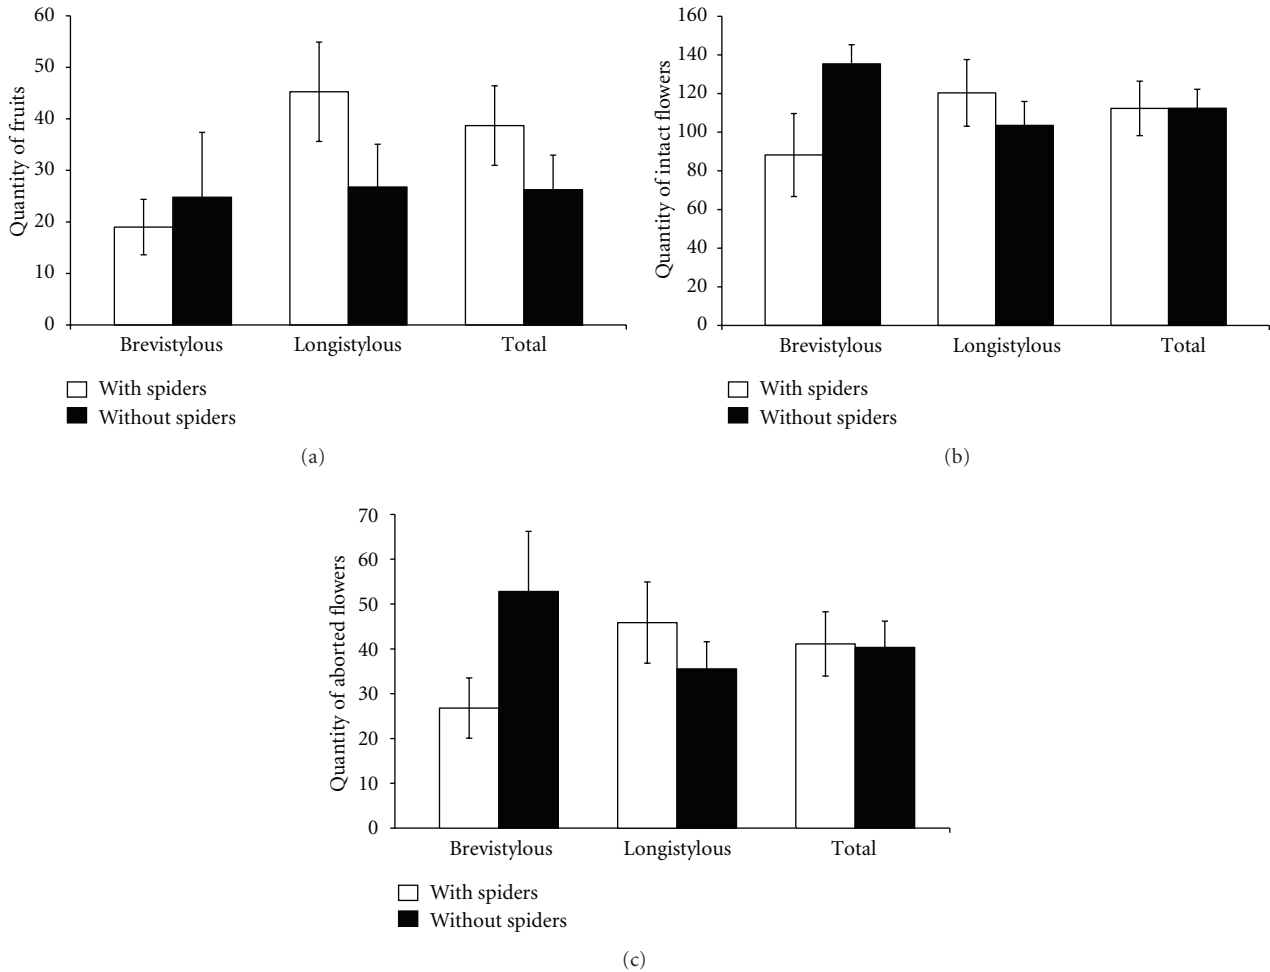 60
50
40
30
20
10
0
Quantity of fruits
Brevistylous Longistylous Total
With spiders
Without spiders
(a)
160
140
120
100
80
60
40
20
0
Quantity of intact flowers
Brevistylous Longistylous Total
With spiders
Without spiders
(b)
70
60
50
40
30
20
10
0
Quantity of aborted flowers
Brevistylous Longistylous Total
With spiders
Without spiders
(c)